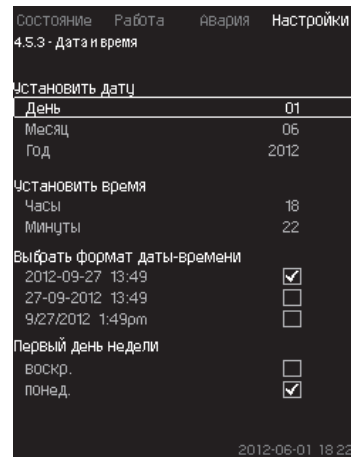 Состояние Работа Авария Настройки
4.5.3 - Дата и время
Установить дату
День 01
Месяц 06
Год 2012
Установить время
Часы 18
Минуты 22
Выбрать формат даты-времени
2012-09-27 13:49
27-09-2012 13:49
9/27/2012 1:49pm
Первый день недели
воскр.
понед.
2012-06-01 18:22